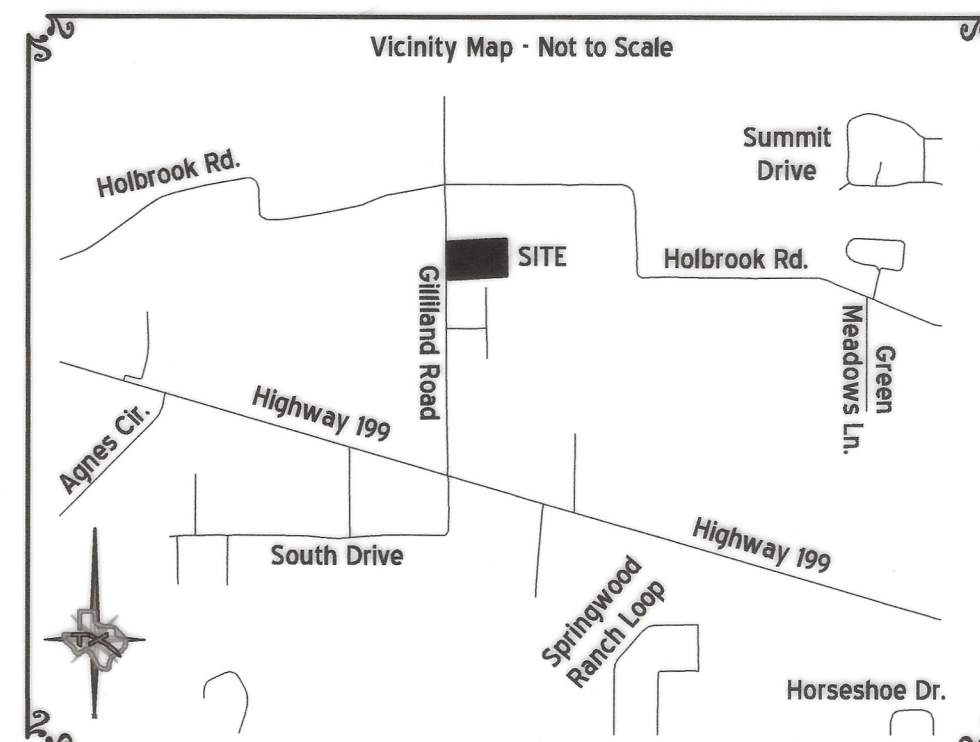 Vicinity Map - Not to Scale
Summit
Drive
Holbrook Rd.
SITE
Holbrook Rd.
Gilliland Road
Green
Meadows Ln.
Highway 199
Agnes Cir.
South Drive
Highway 199
Springwood
Ranch Loop
TX
Horseshoe Dr.